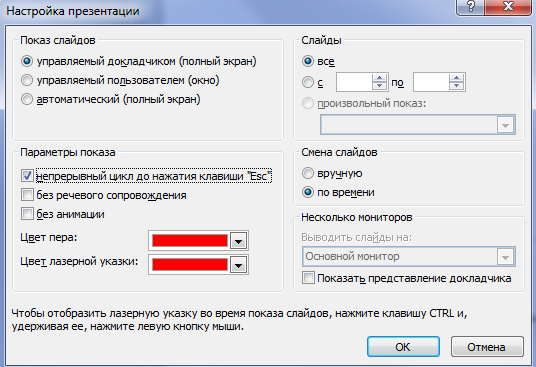 Настройка презентации
Показ слайдов
управляемый докладчиком (полный экран)
управляемый пользователем (окно)
автоматический (полный экран)
Слайды
все
с по
произвольный показ:
Параметры показа
непрерывный цикл до нажатия клавиши "Esc"
без речевого сопровождения
без анимации
Цвет пера:
Цвет лазерной указки:
Смена слайдов
вручную
по времени
Несколько мониторов
Выводить слайды на:
Основной монитор
Показать представление докладчика
Чтобы отобразить лазерную указку во время показа слайдов, нажмите клавишу CTRL и,
удерживая ее, нажмите левую кнопку мыши.
ОК
Отмена